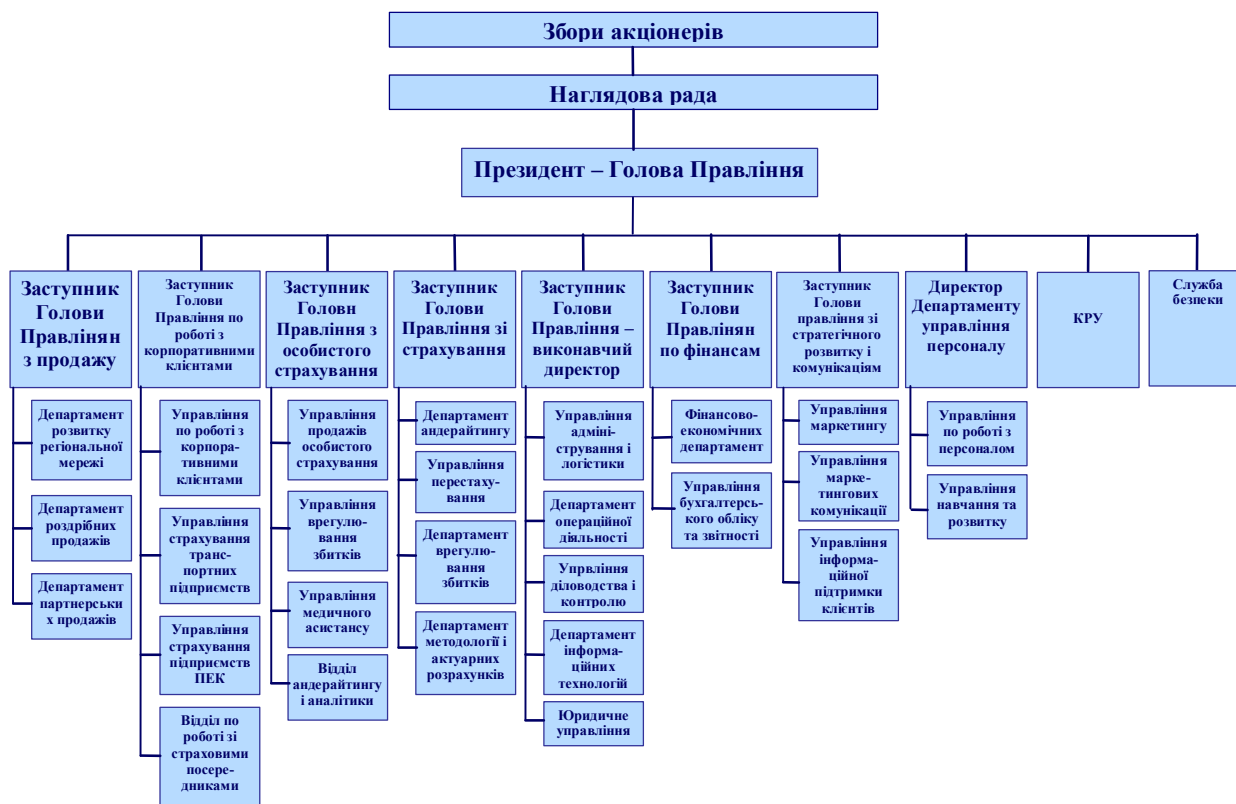 Збори акціонерів
Наглядова рада
Президент – Голова Правління
Заступник
Голови
Правлінян
з продажу
Департамент
розвитку
регіональної
мережі
Департамент
роздрібних
продажів
Департамент
партнерськи
х продажів
Заступник
Голови
Правління по
роботі з
корпоративними
клієнтами
Управління
по роботі з
корпора-
тивними
клієнтами
Управління
страхування
транс-
портних
підприємств
Управління
страхування
підприємств
ПЕК
Відділ по
роботі зі
страховими
посеред-
никами
Заступник
Голови
Правління з
особистого
страхування
Управління
продажів
особистого
страхування
Управління
врегулю-
вання
збитків
Управління
медичного
асистансу
Відділ
андерайтингу
і аналітики
Заступник
Голови
Правління зі
страхування
Департамент
андерайтингу
Управління
перестаху-
вання
Департамент
врегулю-
вання
збитків
Департамент
методології і
актуарних
розрахунків
Заступник
Голови
Правління –
виконавчий
директор
Управління
адміні-
стрування і
логістики
Департамент
операційної
діяльності
Упрвління
діловодства і
контролю
Департамент
інформа-
ційних
технологій
Юридичне
управління
Заступник
Голови
Правлінян
по фінансам
Фінансово-
економічних
департамент
Управління
бухгалтерсь-
кого обліку
та звітності
Заступник
Голови
правління зі
стратегічного
розвитку і
комунікаціям
Управління
маркетингу
Управління
марке-
тингових
комунікації
Управління
інформа-
ційної
підтримки
клієнтів
Директор
Департаменту
управління
персоналу
Управління
по роботі з
персоналом
Управління
навчання та
розвитку
КРУ
Служба
безпеки